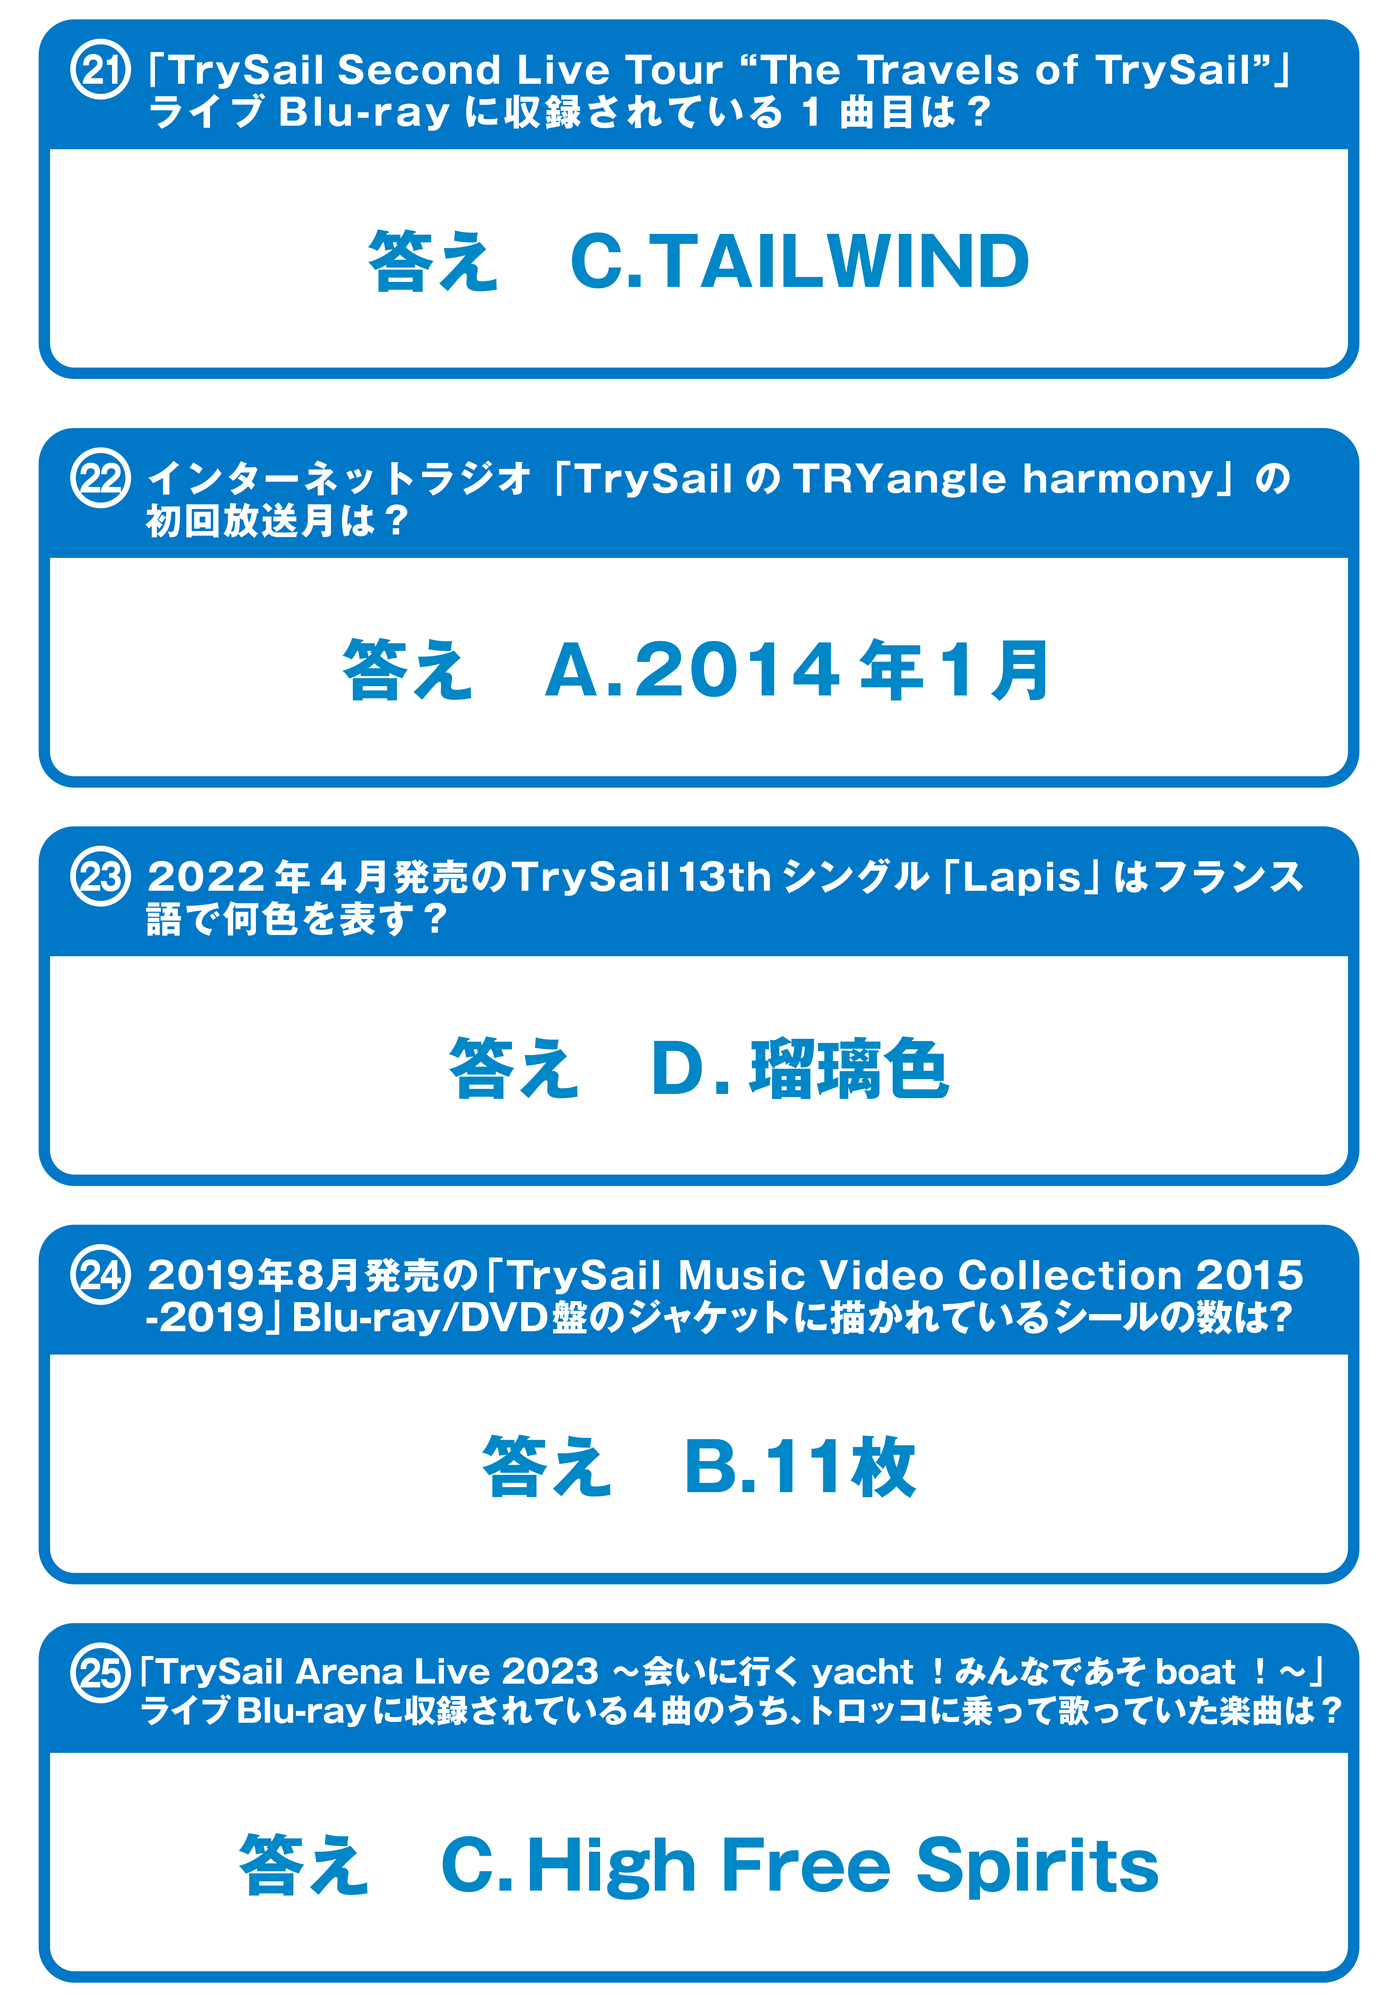 ㉑「TrySail Second Live Tour “The Travels of TrySail”」
ライブ Blu-ray に収録されている 1 曲目は？
答え　C.TAILWIND
㉒ インターネットラジオ「TrySail の TRYangle harmony」の
初回放送月は？
答え　A.2014 年 1 月
㉓ 2022 年 4 月発売のTrySail 13th シングル「Lapis」はフランス
語で何色を表す？
答え　D. 瑠璃色
㉔ 2019年8月発売の「TrySail Music Video Collection 2015
-2019」Blu-ray/DVD盤のジャケットに描かれているシールの数は?
答え　B.11枚
㉕「TrySail Arena Live 2023 ～会いに行く yacht ！みんなであそ boat ！～」
ライブ Blu-ray に収録されている 4 曲のうち、トロッコに乗って歌っていた楽曲は？
答え　C.High Free Spirits